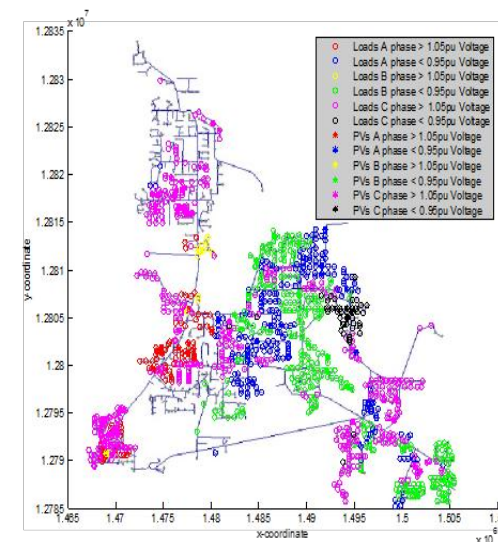 x 10⁷
1.2835
1.283
1.2825
1.282
1.2815
1.281
1.2805
1.28
1.2795
1.279
1.2785
y-coordinate
Loads A phase > 1.05pu Voltage
Loads A phase < 0.95pu Voltage
Loads B phase > 1.05pu Voltage
Loads B phase < 0.95pu Voltage
Loads C phase > 1.05pu Voltage
Loads C phase < 0.95pu Voltage
PVs A phase > 1.05pu Voltage
PVs A phase < 0.95pu Voltage
PVs B phase > 1.05pu Voltage
PVs B phase < 0.95pu Voltage
PVs C phase > 1.05pu Voltage
PVs C phase < 0.95pu Voltage
1.465 1.47 1.475 1.48 1.485 1.49 1.495 1.5 1.505
x-coordinate